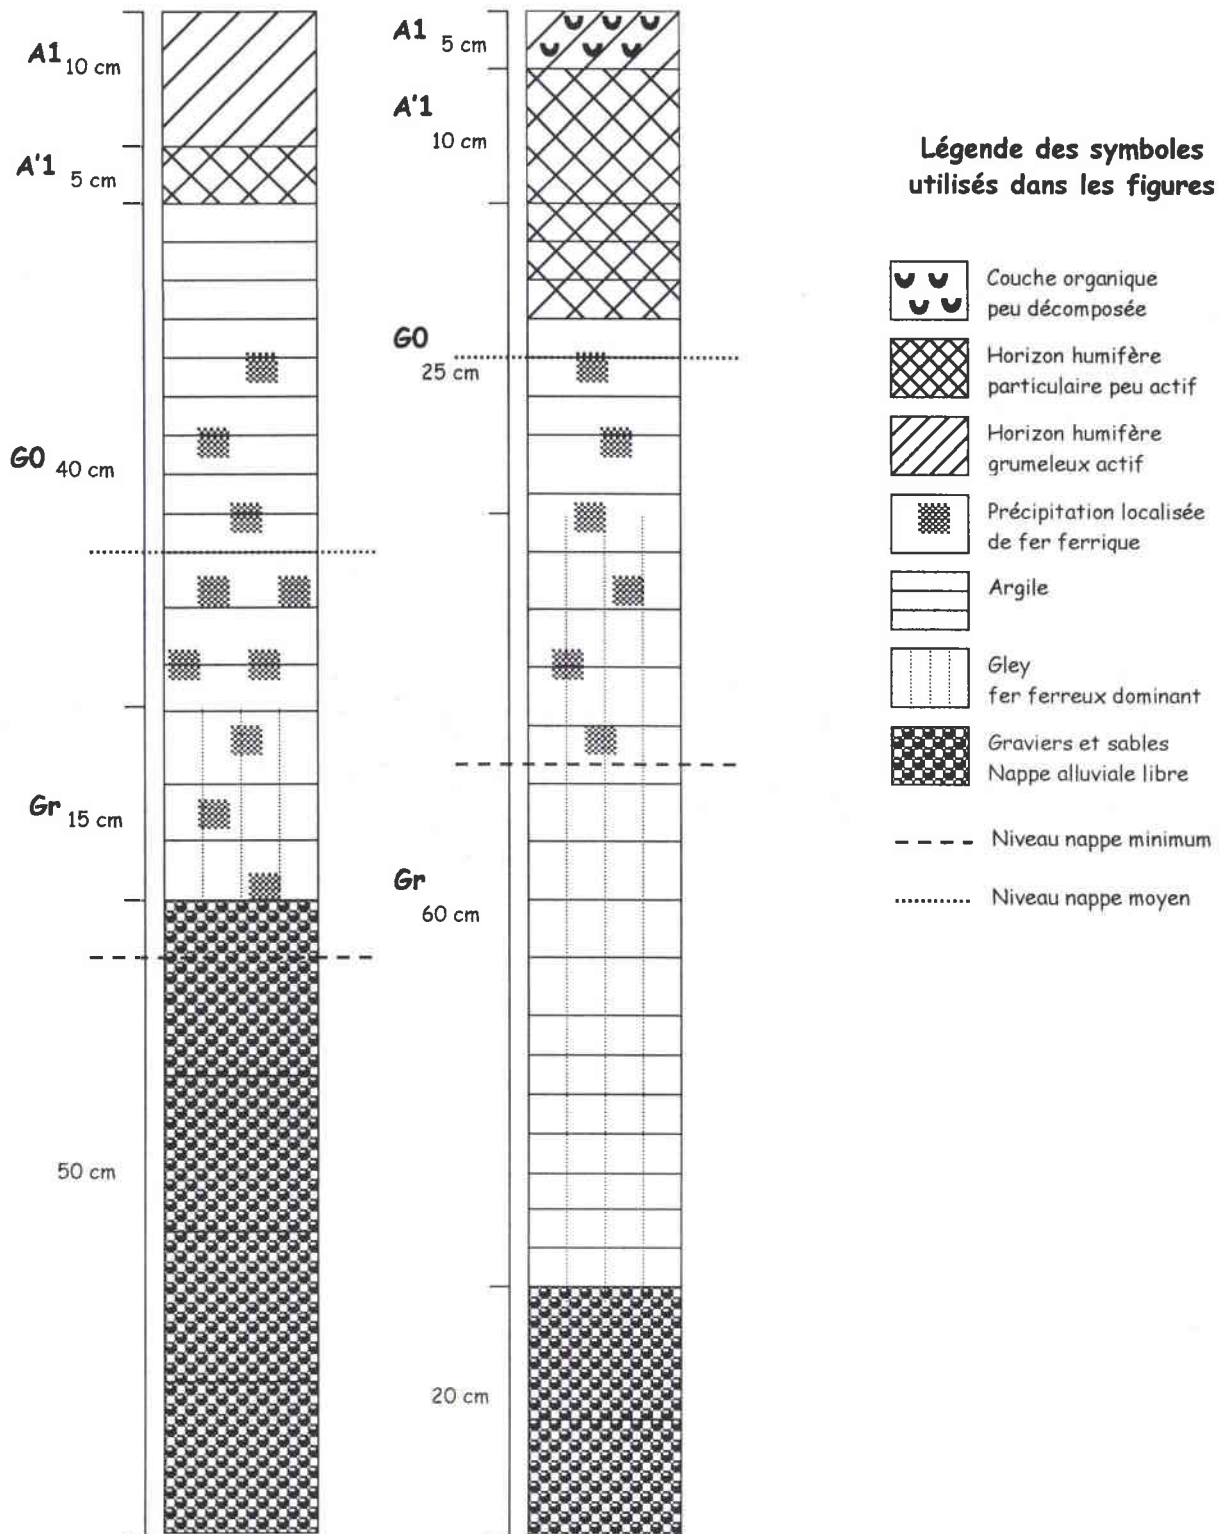 A1 10 cm
A'1 5 cm
GO 40 cm
Gr 15 cm
50 cm
A1 5 cm
A'1
10 cm
GO
25 cm
Gr
60 cm
20 cm
Légende des symboles
utilisés dans les figures
Couche organique
peu décomposée
Horizon humifère
particulaire peu actif
Horizon humifère
grumeleux actif
Précipitation localisée
de fer ferrique
Argile
Gley
fer ferreux dominant
Graviers et sables
Nappe alluviale libre
Niveau nappe minimum
Niveau nappe moyen